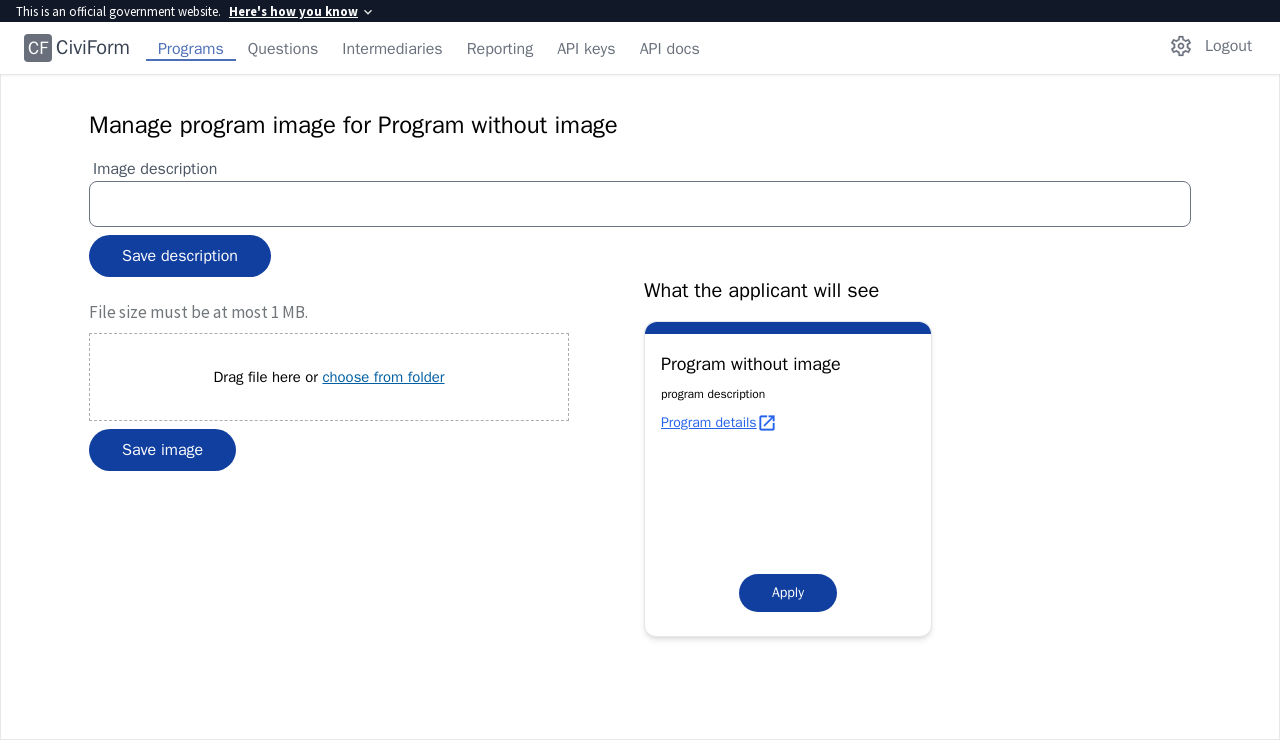 This is an official government website. Here's how you know
CF CiviForm Programs Questions Intermediaries Reporting API keys API docs Logout
Manage program image for Program without image
Image description
Save description
What the applicant will see
File size must be at most 1 MB.
Drag file here or choose from folder
Save image
Program without image
program description
Program details
Apply